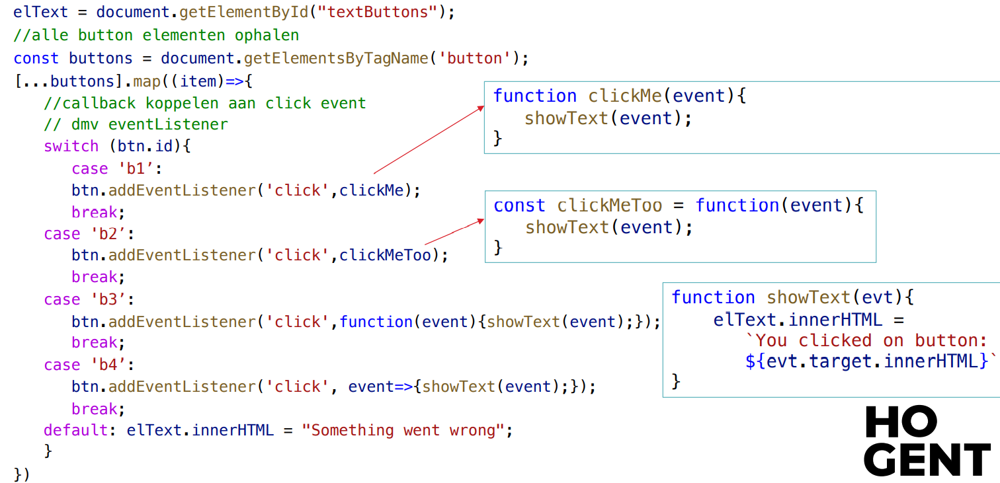 elText = document.getElementById("textButtons");
//alle button elementen ophalen
const buttons = document.getElementsByTagName('button');
[...buttons].map((item)=>{
//callback koppelen aan click event
// dmv eventListener
switch (btn.id){
case 'b1’:
btn.addEventListener('click',clickMe);
break;
case 'b2’:
btn.addEventListener('click',clickMeToo);
break;
case 'b3’:
btn.addEventListener('click',function(event){showText(event);});
break;
case 'b4’:
btn.addEventListener('click', event=>{showText(event);});
break;
default: elText.innerHTML = "Something went wrong";
}
})
function clickMe(event){
showText(event);
}
const clickMeToo = function(event){
showText(event);
}
function showText(evt){
elText.innerHTML =
`You clicked on button:
${evt.target.innerHTML}`
}
HO
GENT